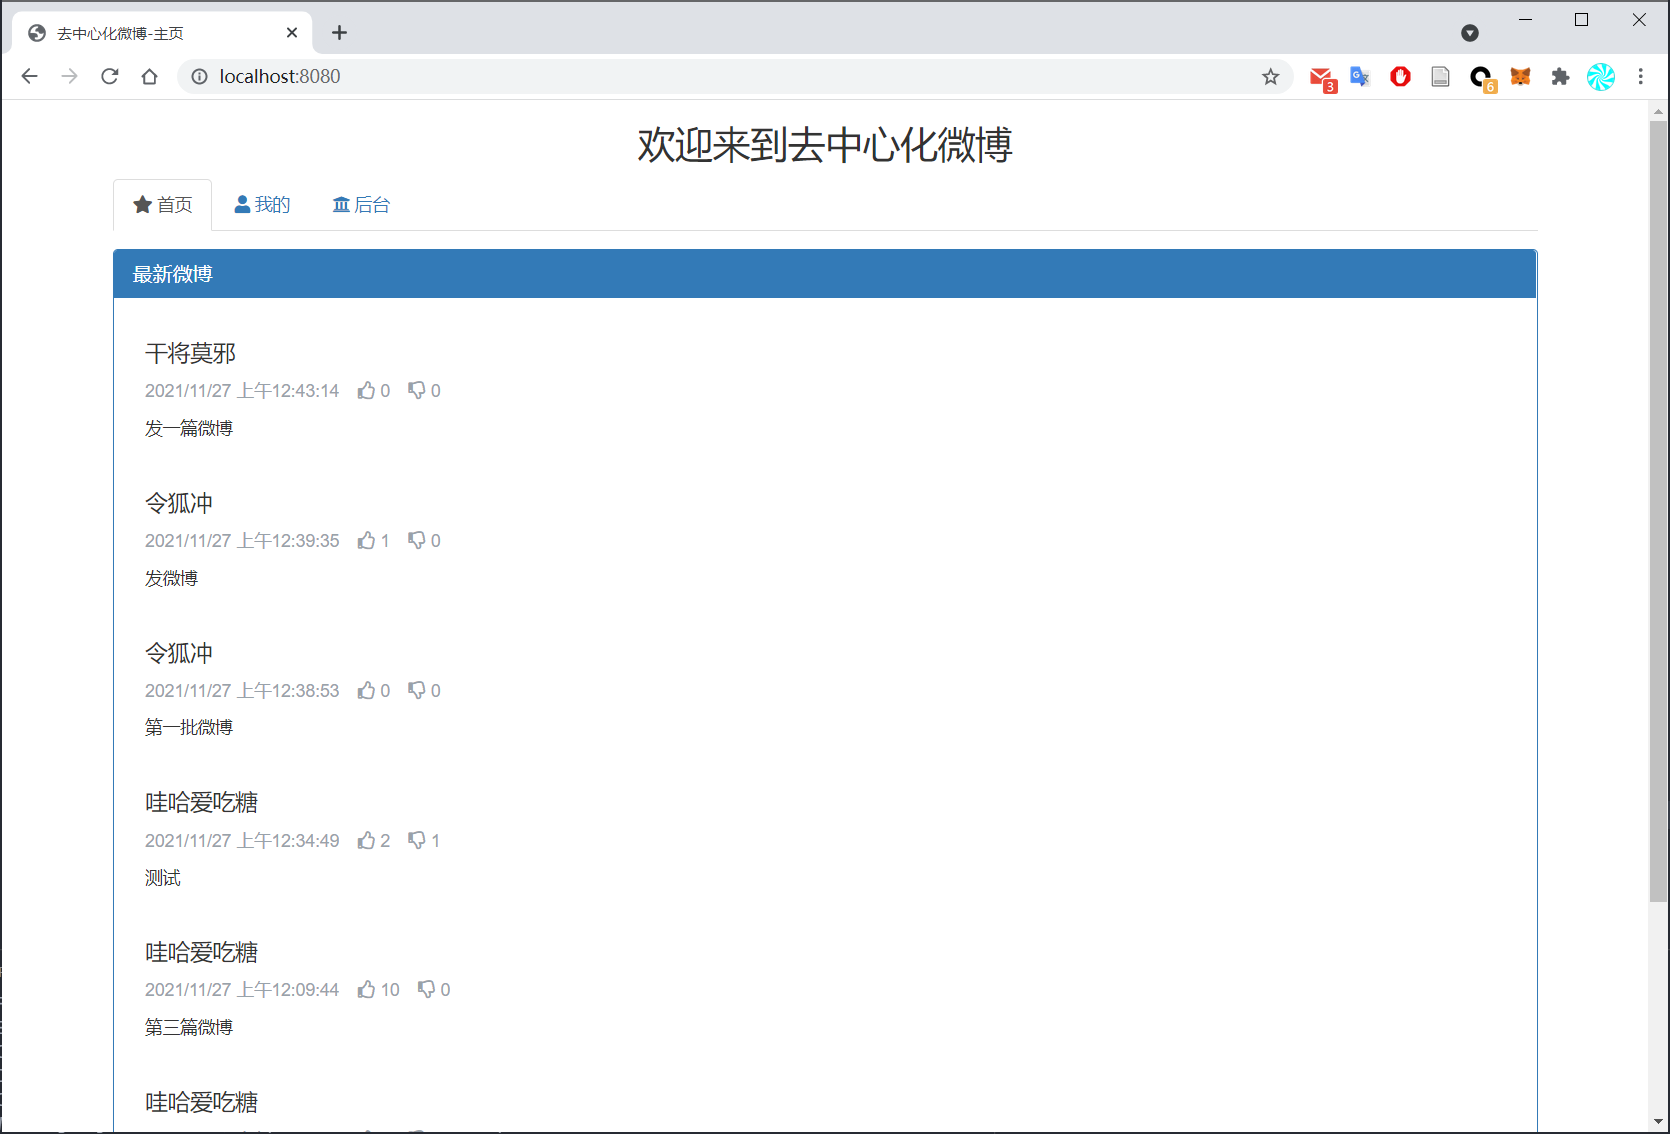 去中心化微博-主页
localhost:8080
3
6
欢迎来到去中心化微博
首页 我的 后台
最新微博
干将莫邪
2021/11/27 上午12:43:14 0 0
发一篇微博
令狐冲
2021/11/27 上午12:39:35 1 0
发微博
令狐冲
2021/11/27 上午12:38:53 0 0
第一批微博
哇哈爱吃糖
2021/11/27 上午12:34:49 2 1
测试
哇哈爱吃糖
2021/11/27 上午12:09:44 10 0
第三篇微博
哇哈爱吃糖